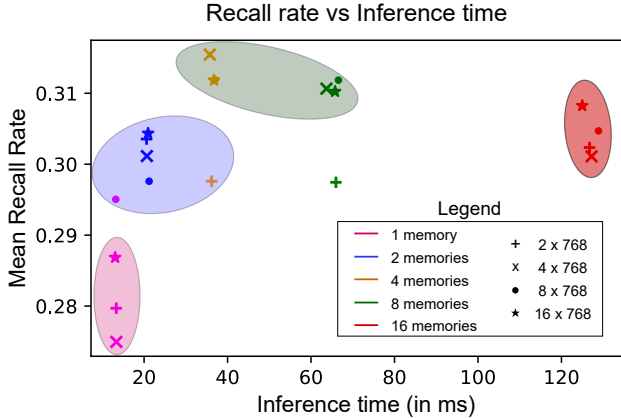 Recall rate vs Inference time
Mean Recall Rate
0.31
0.30
0.29
0.28
20
40
60
80
100
120
Inference time (in ms)
Legend
1 memory
2 memories
4 memories
8 memories
16 memories
2 x 768
4 x 768
8 x 768
16 x 768